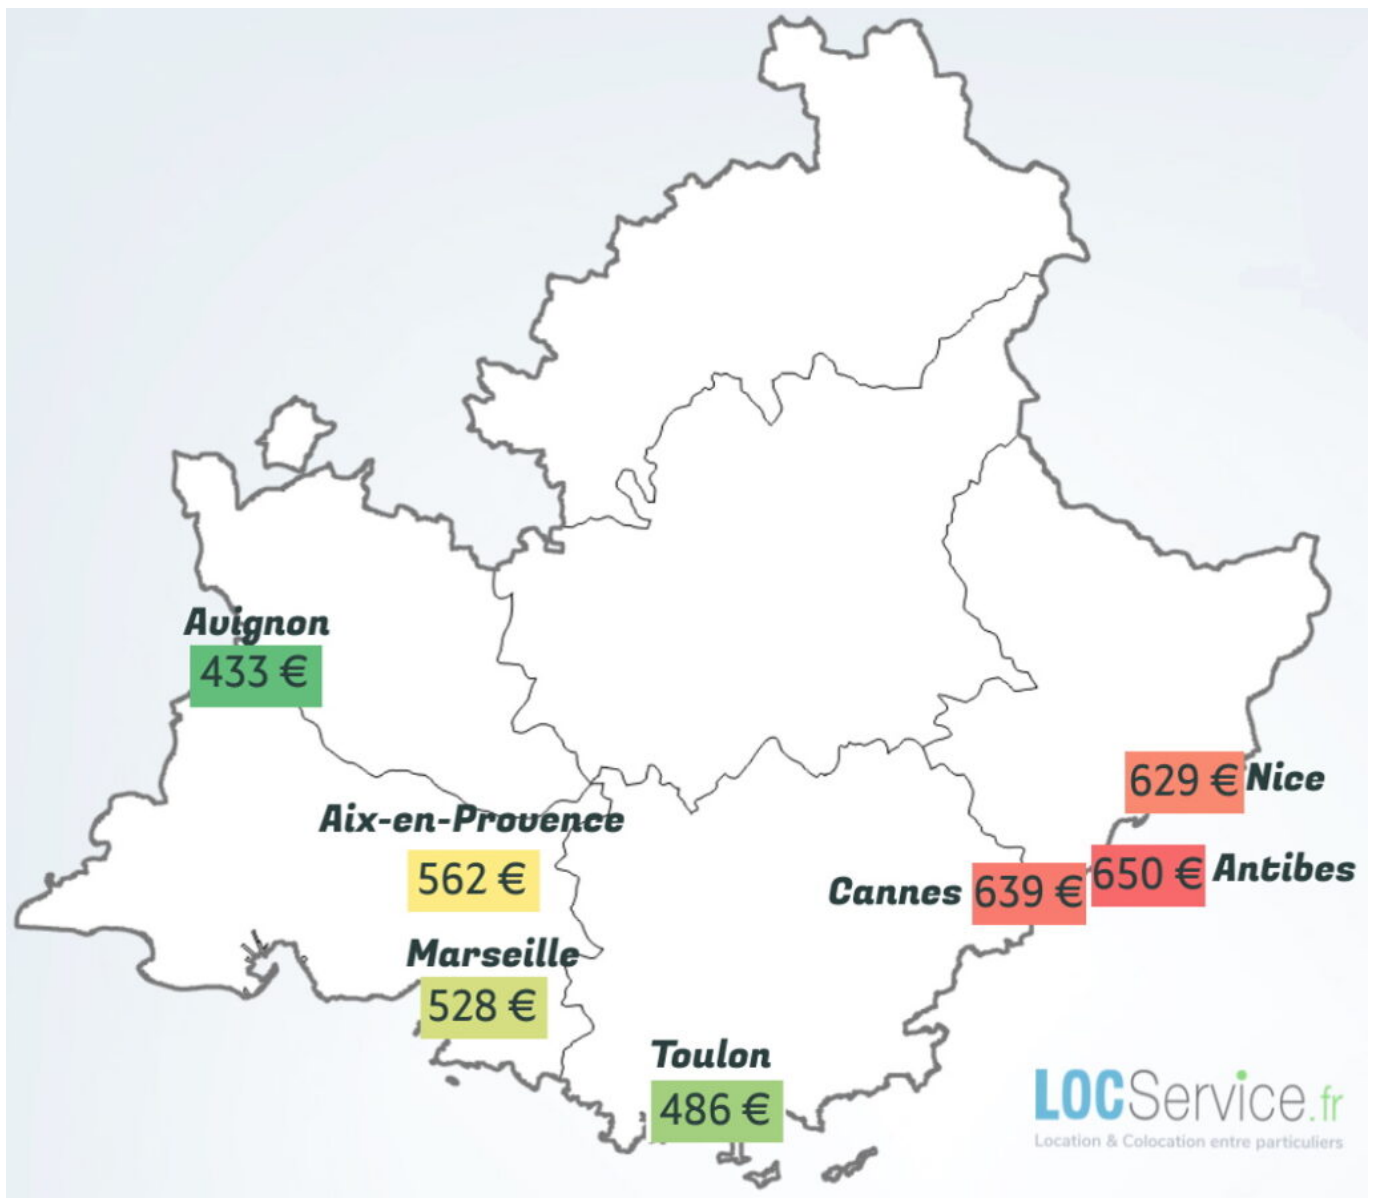 Avignon
433 €
Nice
629 €
Aix-en-Provence
562 €
Antibes
650 €
Cannes
639 €
Marseille
528 €
Toulon
486 €
LOCService.fr
Location & Colocation entre particuliers